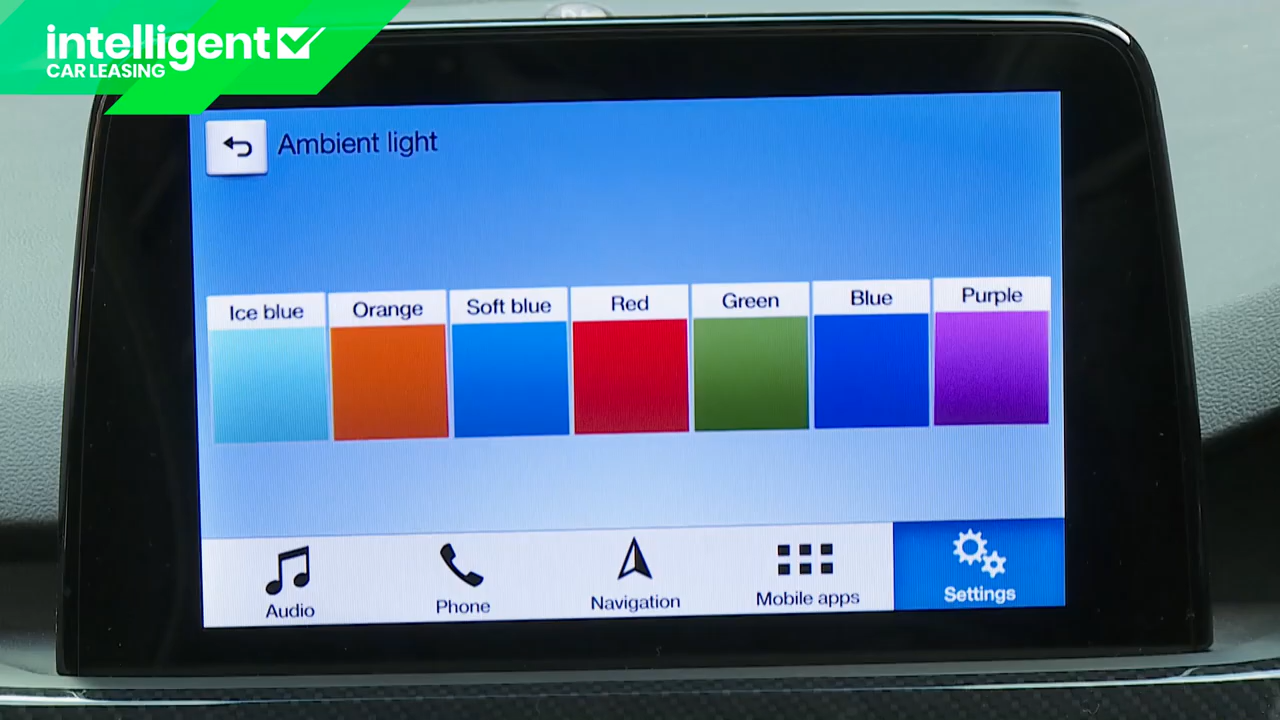 intelligent
CAR LEASING
Ambient light
Ice blue
Orange
Soft blue
Red
Green
Blue
Purple
Audio
Phone
Navigation
Mobile apps
Settings